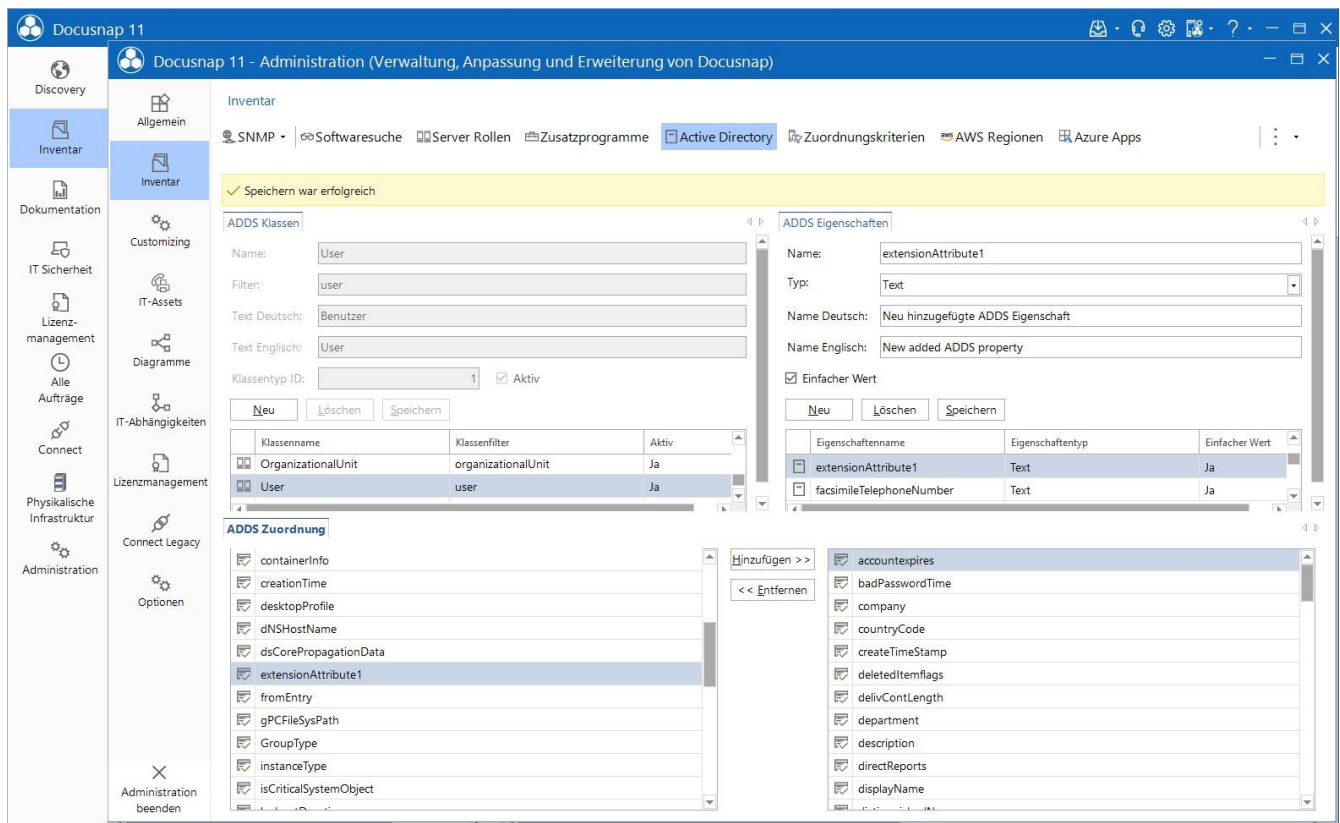 Docusnap 11
?
Docusnap 11 - Administration (Verwaltung, Anpassung und Erweiterung von Docusnap)
Discovery
Inventar
Dokumentation
IT Sicherheit
Lizenz-
management
Alle
Aufträge
Connect
Physikalische
Infrastruktur
Administration
Allgemein
Inventar
Customizing
IT-Assets
Diagramme
IT-Abhängigkeiten
Lizenzmanagement
Connect Legacy
Optionen
Administration
beenden
Inventar
SNMP Softwaresuche Server Rollen Zusatzprogramme Active Directory Zuordnungskriterien aws AWS Regionen Azure Apps
Speichern war erfolgreich
ADDS Klassen
Name: User
Filter: user
Text Deutsch: Benutzer
Text Englisch: User
Klassentyp ID: 1 Aktiv
Neu Löschen Speichern
Klassenname Klassenfilter Aktiv
OrganizationalUnit organizationalUnit Ja
User user Ja
ADDS Eigenschaften
Name: extensionAttribute1
Typ: Text
Name Deutsch: Neu hinzugefügte ADDS Eigenschaft
Name Englisch: New added ADDS property
Einfacher Wert
Neu Löschen Speichern
Eigenschaftenname Eigenschaftentyp Einfacher Wert
extensionAttribute1 Text Ja
facsimileTelephoneNumber Text Ja
ADDS Zuordnung
containerInfo
creationTime
desktopProfile
dNSHostName
dsCorePropagationData
extensionAttribute1
fromEntry
gPCFileSysPath
GroupType
instanceType
isCriticalSystemObject
Hinzufügen >>
<< Entfernen
accountexpires
badPasswordTime
company
countryCode
createTimeStamp
deletedItemflags
delivContLength
department
description
directReports
displayName